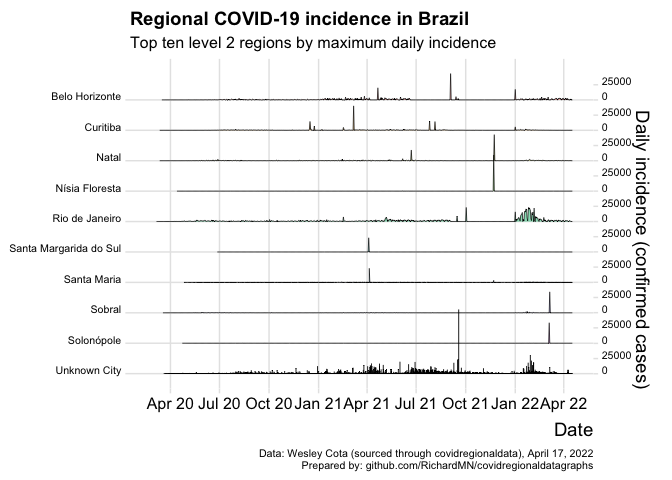 Regional COVID-19 incidence in Brazil
Top ten level 2 regions by maximum daily incidence
25000
Belo Horizonte 0
25000
Curitiba 0
25000
Natal 0
25000
Nísia Floresta 0
25000
Rio de Janeiro 0
25000
Santa Margarida do Sul 0
25000
Santa Maria 0
25000
Sobral 0
25000
Solonópole 0
25000
Unknown City 0
Daily incidence (confirmed cases)
Apr 20 Jul 20 Oct 20 Jan 21 Apr 21 Jul 21 Oct 21 Jan 22 Apr 22
Date
Data: Wesley Cota (sourced through covidregionaldata), April 17, 2022
Prepared by: github.com/RichardMN/covidregionaldatagraphs